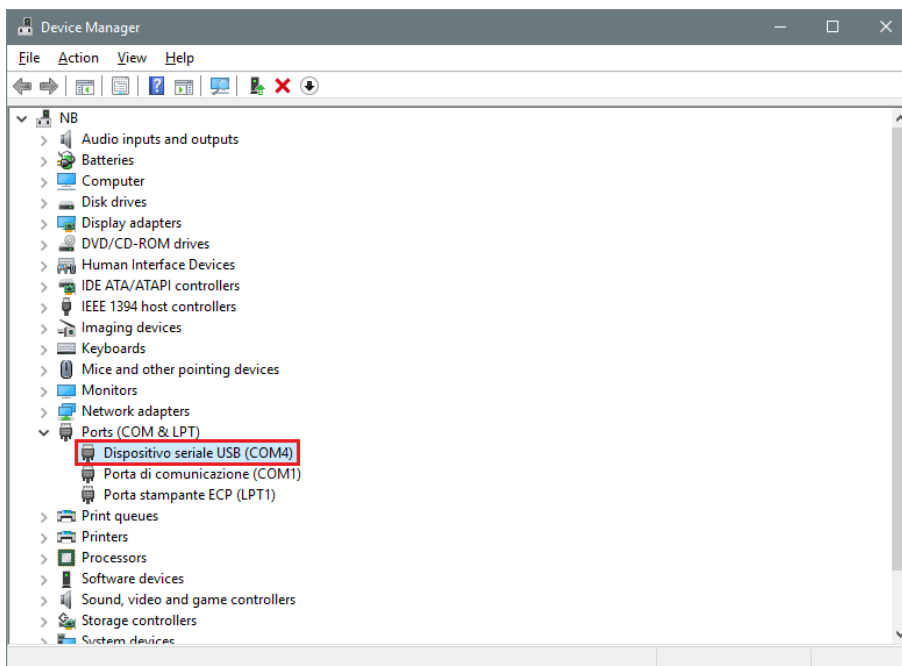 Device Manager
File Action View Help
NB
Audio inputs and outputs
Batteries
Computer
Disk drives
Display adapters
DVD/CD-ROM drives
Human Interface Devices
IDE ATA/ATAPI controllers
IEEE 1394 host controllers
Imaging devices
Keyboards
Mice and other pointing devices
Monitors
Network adapters
Ports (COM & LPT)
Dispositivo seriale USB (COM4)
Porta di comunicazione (COM1)
Porta stampante ECP (LPT1)
Print queues
Printers
Processors
Software devices
Sound, video and game controllers
Storage controllers
System devices